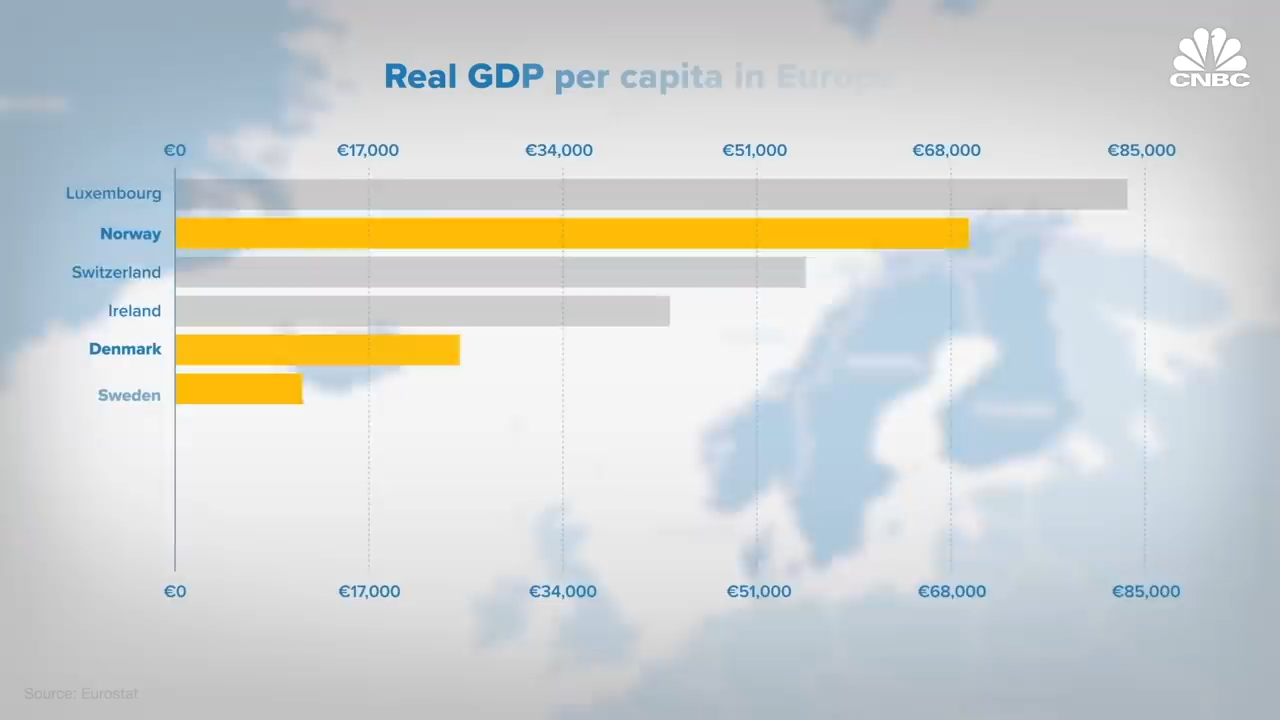 CNBC
Real GDP per capita in Europe
€0 €17,000 €34,000 €51,000 €68,000 €85,000
Luxembourg
Norway
Switzerland
Ireland
Denmark
Sweden
€0 €17,000 €34,000 €51,000 €68,000 €85,000
Source: Eurostat